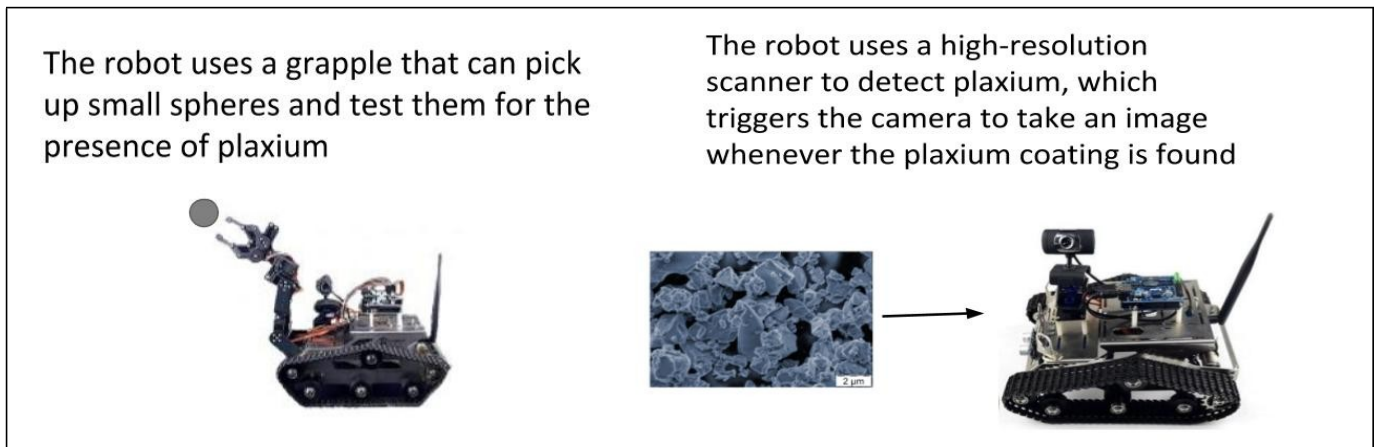 The robot uses a grapple that can pick
up small spheres and test them for the
presence of plaxium
The robot uses a high-resolution
scanner to detect plaxium, which
triggers the camera to take an image
whenever the plaxium coating is found
2 µm